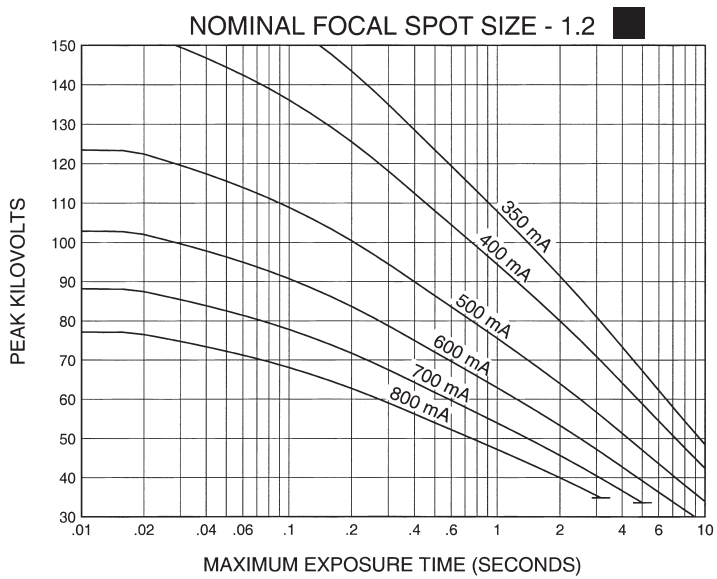 NOMINAL FOCAL SPOT SIZE - 1.2
150
140
130
120
110
100
90
80
70
60
50
40
30
PEAK KILOVOLTS
350 mA
400 mA
500 mA
600 mA
700 mA
800 mA
.01 .02 .04 .06 .1 .2 .4 .6 1 2 4 6 10
MAXIMUM EXPOSURE TIME (SECONDS)